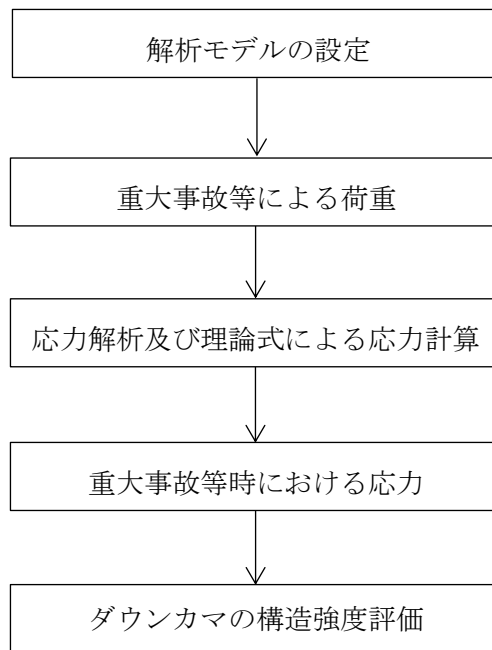 解析モデルの設定
重大事故等による荷重
応力解析及び理論式による応力計算
重大事故等時における応力
ダウンカマの構造強度評価